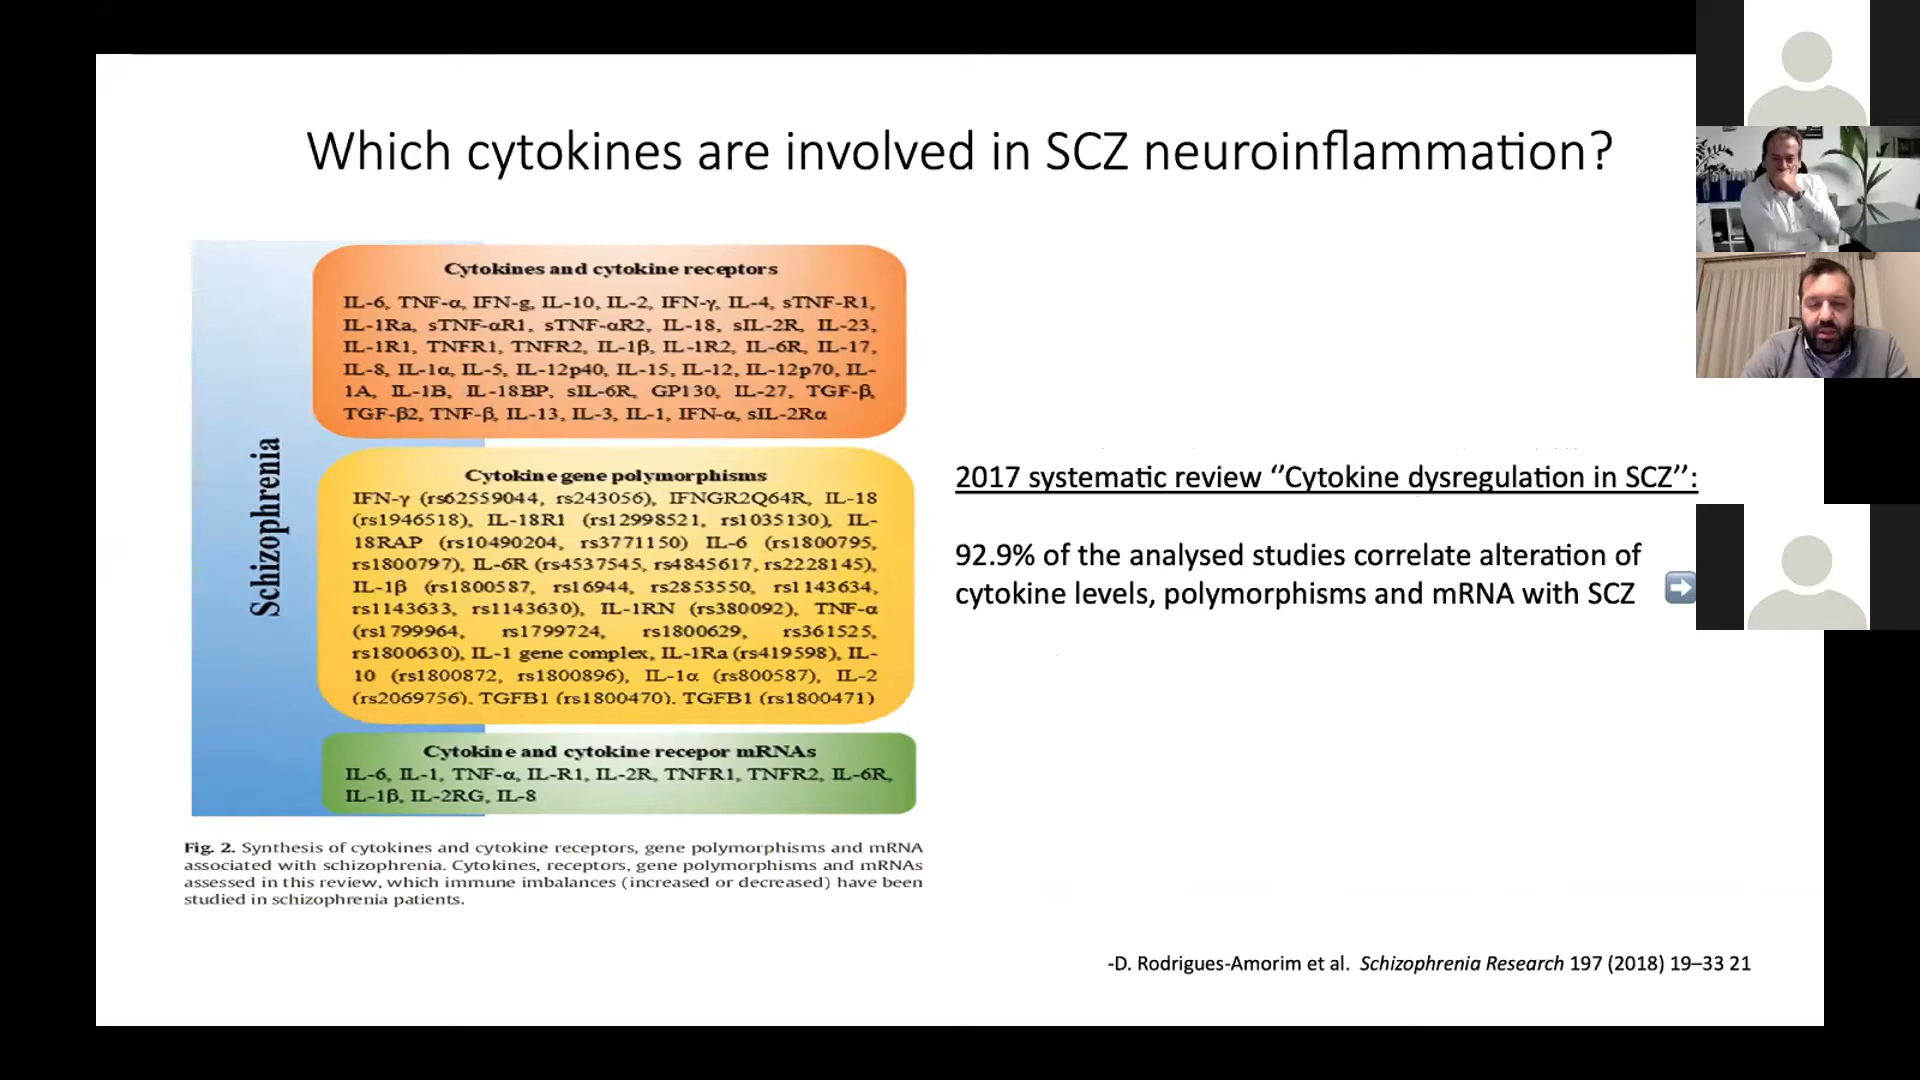 Which cytokines are involved in SCZ neuroinflammation?
Schizophrenia
Cytokines and cytokine receptors
IL-6, TNF-α, IFN-g, IL-10, IL-2, IFN-γ, IL-4, sTNF-R1,
IL-1Ra, sTNF-αR1, sTNF-αR2, IL-18, sIL-2R, IL-23,
IL-1R1, TNFR1, TNFR2, IL-1β, IL-1R2, IL-6R, IL-17,
IL-8, IL-1α, IL-5, IL-12p40, IL-15, IL-12, IL-12p70, IL-
1A, IL-1B, IL-18BP, sIL-6R, GP130, IL-27, TGF-β,
TGF-β2, TNF-β, IL-13, IL-3, IL-1, IFN-α, sIL-2Rα
Cytokine gene polymorphisms
IFN-γ (rs62559044, rs243056), IFNGR2Q64R, IL-18
(rs1946518), IL-18R1 (rs12998521, rs1035130), IL-
18RAP (rs10490204, rs3771150) IL-6 (rs1800795,
rs1800797), IL-6R (rs4537545, rs4845617, rs2228145),
IL-1β (rs1800587, rs16944, rs2853550, rs1143634,
rs1143633, rs1143630), IL-1RN (rs380092), TNF-α
(rs1799964, rs1799724, rs1800629, rs361525,
rs1800630), IL-1 gene complex, IL-1Ra (rs419598), IL-
10 (rs1800872, rs1800896), IL-1α (rs800587), IL-2
(rs2069756). TGFB1 (rs1800470). TGFB1 (rs1800471)
Cytokine and cytokine recepor mRNAs
IL-6, IL-1, TNF-α, IL-R1, IL-2R, TNFR1, TNFR2, IL-6R,
IL-1β, IL-2RG, IL-8
Fig. 2. Synthesis of cytokines and cytokine receptors, gene polymorphisms and mRNA
associated with schizophrenia. Cytokines, receptors, gene polymorphisms and mRNAs
assessed in this review, which immune imbalances (increased or decreased) have been
studied in schizophrenia patients.
2017 systematic review ‘’Cytokine dysregulation in SCZ’’:
92.9% of the analysed studies correlate alteration of
cytokine levels, polymorphisms and mRNA with SCZ
-D. Rodrigues-Amorim et al. Schizophrenia Research 197 (2018) 19–33 21